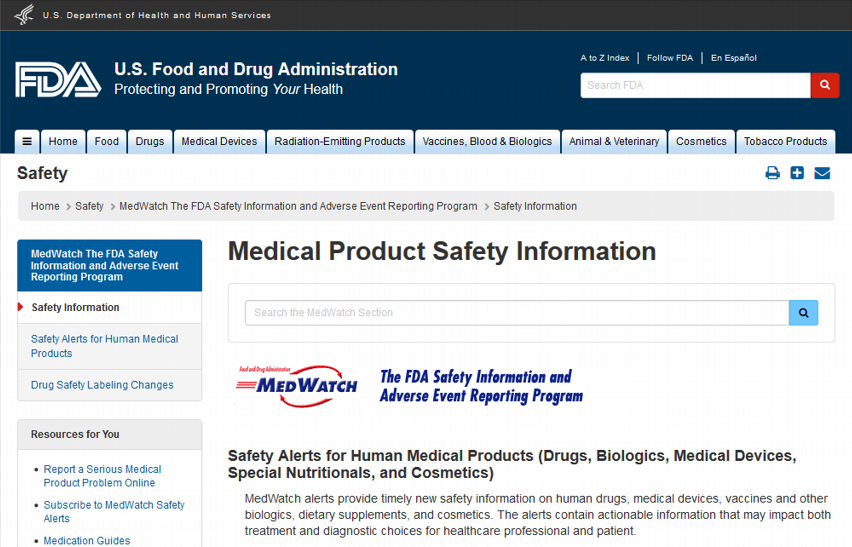 U.S. Department of Health and Human Services
FDA
U.S. Food and Drug Administration
Protecting and Promoting Your Health
A to Z Index
Follow FDA
En Español
Search FDA
Home
Food
Drugs
Medical Devices
Radiation-Emitting Products
Vaccines, Blood & Biologics
Animal & Veterinary
Cosmetics
Tobacco Products
Safety
Home
Safety
MedWatch The FDA Safety Information and Adverse Event Reporting Program
Safety Information
MedWatch The FDA Safety
Information and Adverse Event
Reporting Program
Safety Information
Safety Alerts for Human Medical
Products
Drug Safety Labeling Changes
Resources for You
Report a Serious Medical
Product Problem Online
Subscribe to MedWatch Safety
Alerts
Medication Guides
Medical Product Safety Information
Search the MedWatch Section
Food and Drug Administration
MEDWATCH
The FDA Safety Information and
Adverse Event Reporting Program
Safety Alerts for Human Medical Products (Drugs, Biologics, Medical Devices,
Special Nutritionals, and Cosmetics)
MedWatch alerts provide timely new safety information on human drugs, medical devices, vaccines and other
biologics, dietary supplements, and cosmetics. The alerts contain actionable information that may impact both
treatment and diagnostic choices for healthcare professional and patient.